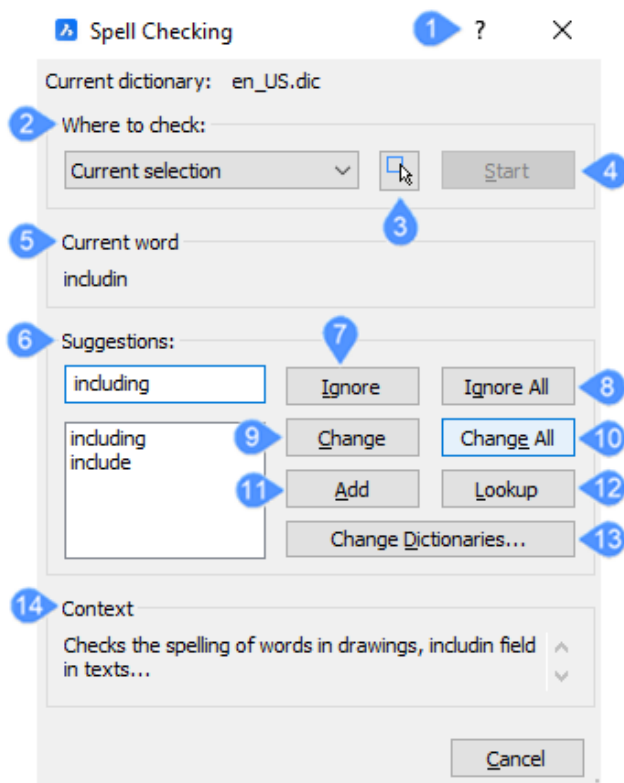 Spell Checking 1 ?
Current dictionary: en_US.dic
2 Where to check:
Current selection Start 4
3
5 Current word
includin
7
6 Suggestions:
including Ignore Ignore All 8
including 9 Change Change All 10
include
11 Add Lookup 12
Change Dictionaries... 13
14 Context
Checks the spelling of words in drawings, includin field
in texts...
Cancel